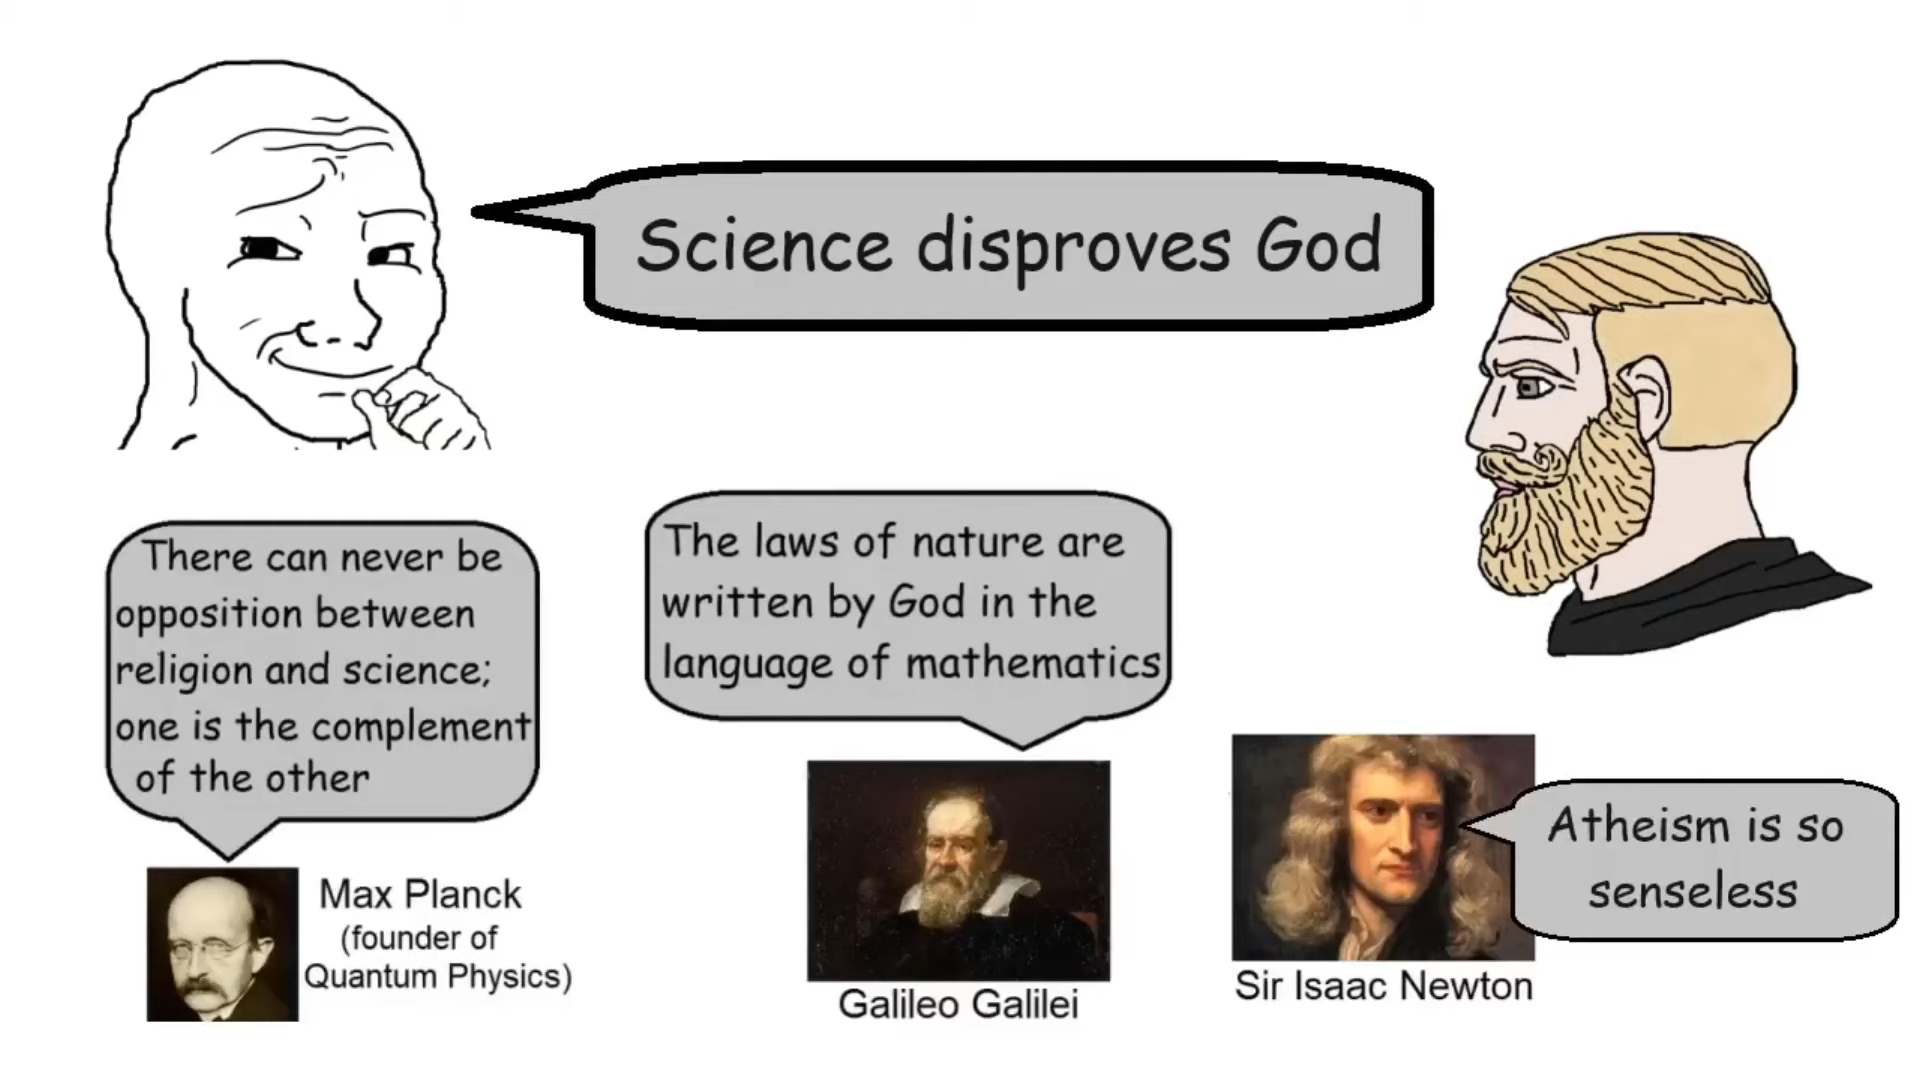 Science disproves God
There can never be
opposition between
religion and science;
one is the complement
of the other
Max Planck
(founder of
Quantum Physics)
The laws of nature are
written by God in the
language of mathematics
Galileo Galilei
Atheism is so
senseless
Sir Isaac Newton